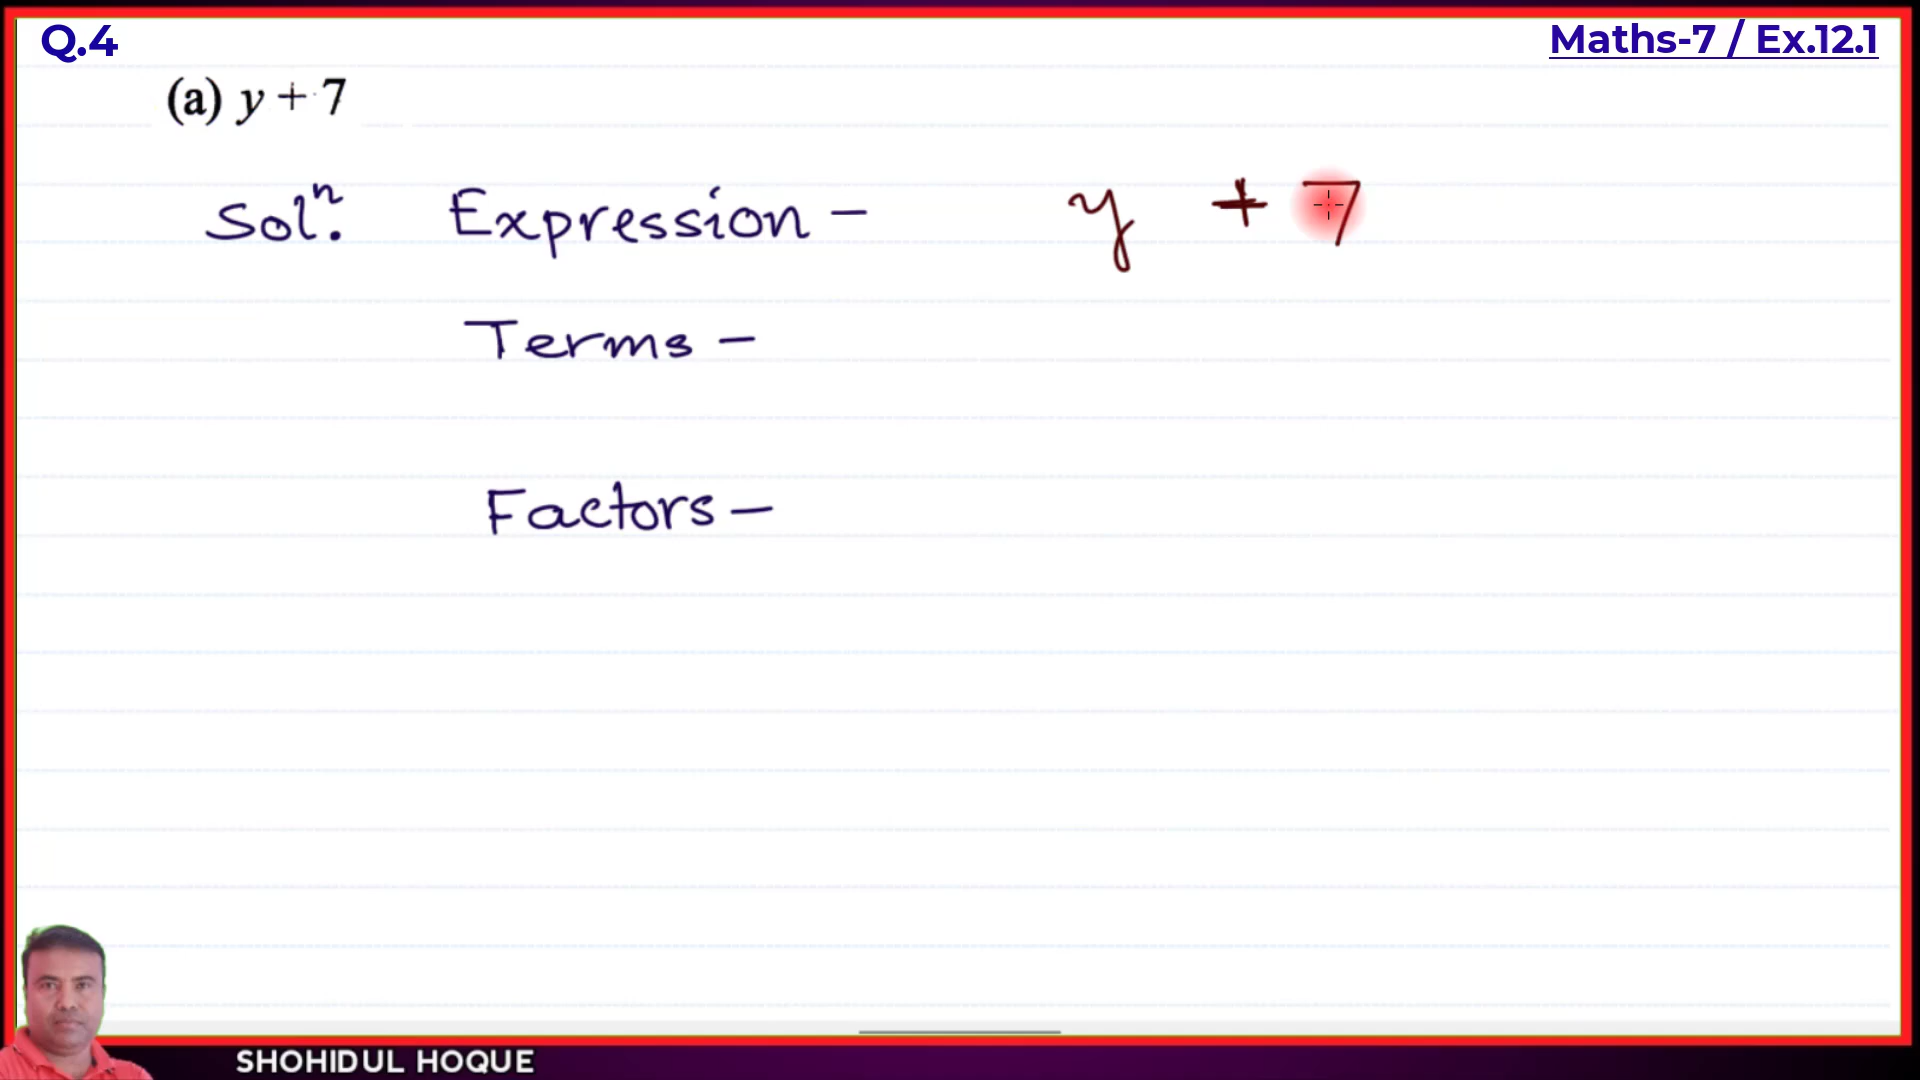 Q.4 Maths-7 / Ex.12.1
(a) y + 7
Solⁿ. Expression - y + 7
Terms -
Factors -
SHOHIDUL HOQUE